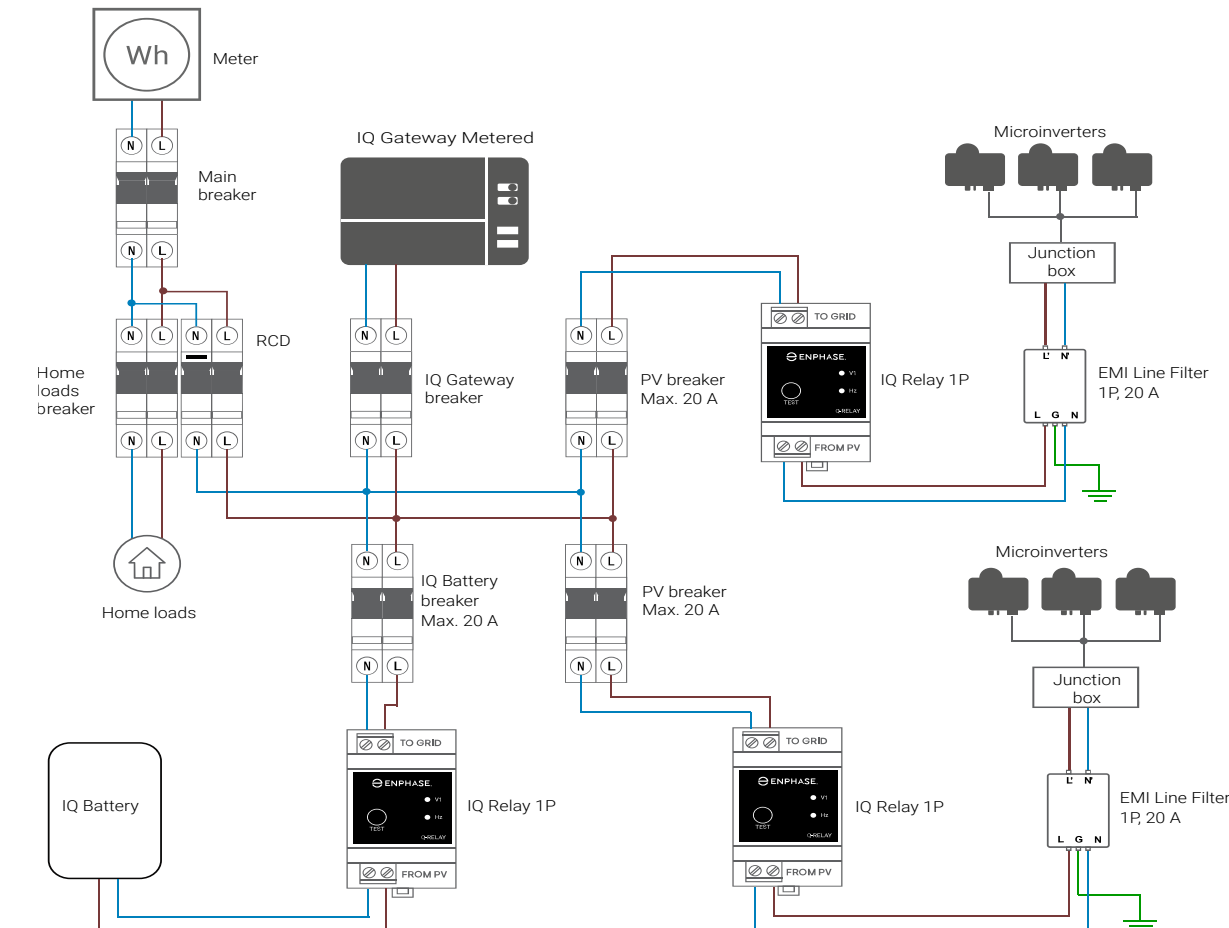 Wh
Meter
N L
Main
breaker
N L
IQ Gateway Metered
Microinverters
Junction
box
N L N L
RCD
Home
loads
breaker
N L N L
Home loads
N L
IQ Gateway
breaker
N L
N L
PV breaker
Max. 20 A
N L
TO GRID
ENPHASE.
V1
Hz
TEST
Q-RELAY
FROM PV
IQ Relay 1P
L' N'
EMI Line Filter
1P, 20 A
L G N
N L
IQ Battery
breaker
Max. 20 A
N L
N L
PV breaker
Max. 20 A
N L
Microinverters
Junction
box
IQ Battery
TO GRID
ENPHASE.
V1
Hz
TEST
Q-RELAY
FROM PV
IQ Relay 1P
TO GRID
ENPHASE.
V1
Hz
TEST
Q-RELAY
FROM PV
IQ Relay 1P
L' N'
EMI Line Filter
1P, 20 A
L G N